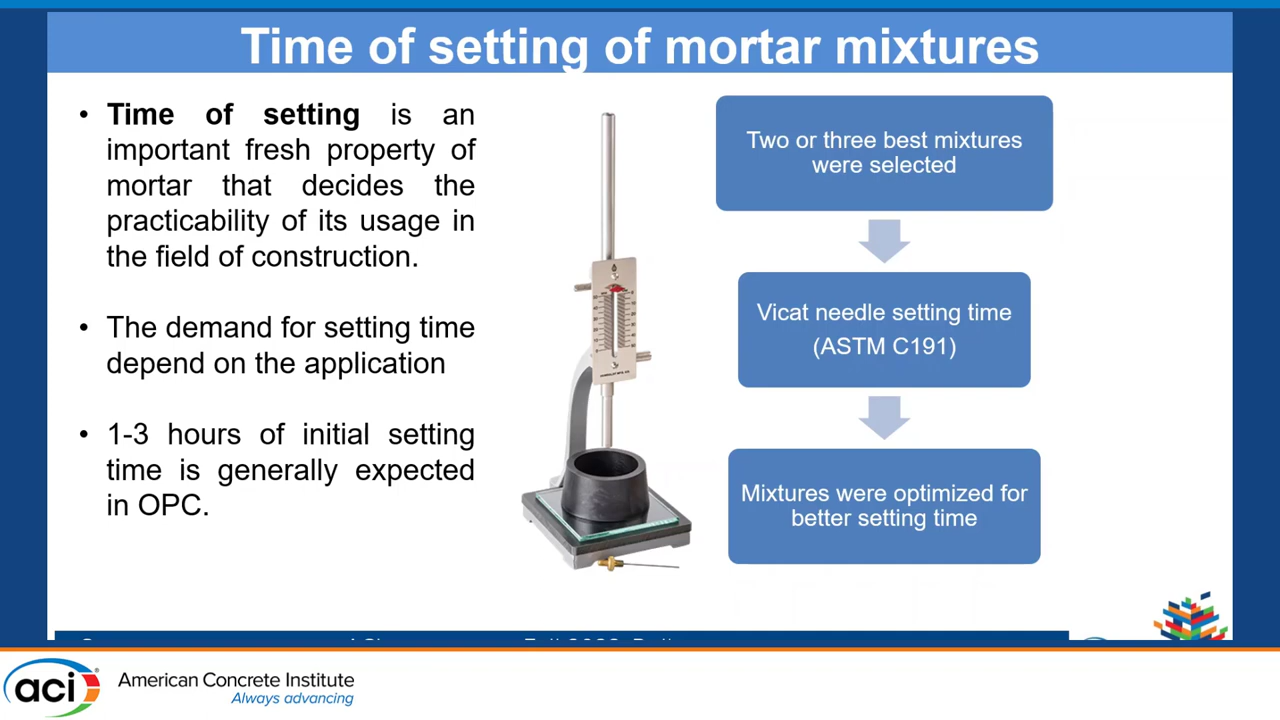 Time of setting of mortar mixtures
• Time of setting is an
important fresh property of
mortar that decides the
practicability of its usage in
the field of construction.
• The demand for setting time
depend on the application
• 1-3 hours of initial setting
time is generally expected
in OPC.
Two or three best mixtures
were selected
Vicat needle setting time
(ASTM C191)
Mixtures were optimized for
better setting time
aci
American Concrete Institute
Always advancing